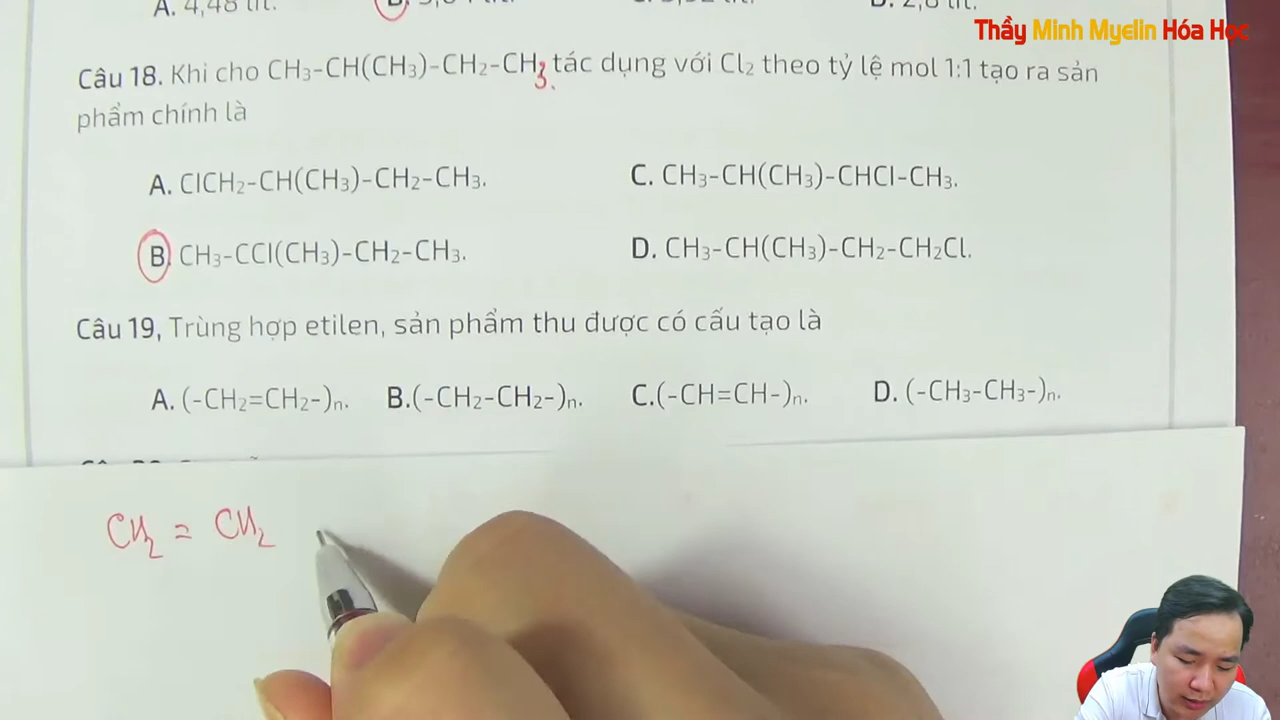 A. 4,48 lít.
Thầy Minh Myelin Hóa Học
Câu 18. Khi cho CH₃-CH(CH₃)-CH₂-CH₃ tác dụng với Cl₂ theo tỷ lệ mol 1:1 tạo ra sản
phẩm chính là
A. ClCH₂-CH(CH₃)-CH₂-CH₃. C. CH₃-CH(CH₃)-CHCl-CH₃.
B. CH₃-CCl(CH₃)-CH₂-CH₃. D. CH₃-CH(CH₃)-CH₂-CH₂Cl.
Câu 19, Trùng hợp etilen, sản phẩm thu được có cấu tạo là
A. (-CH₂=CH₂-)ₙ. B.(-CH₂-CH₂-)ₙ. C.(-CH=CH-)ₙ. D. (-CH₃-CH₃-)ₙ.
CH₂ = CH₂